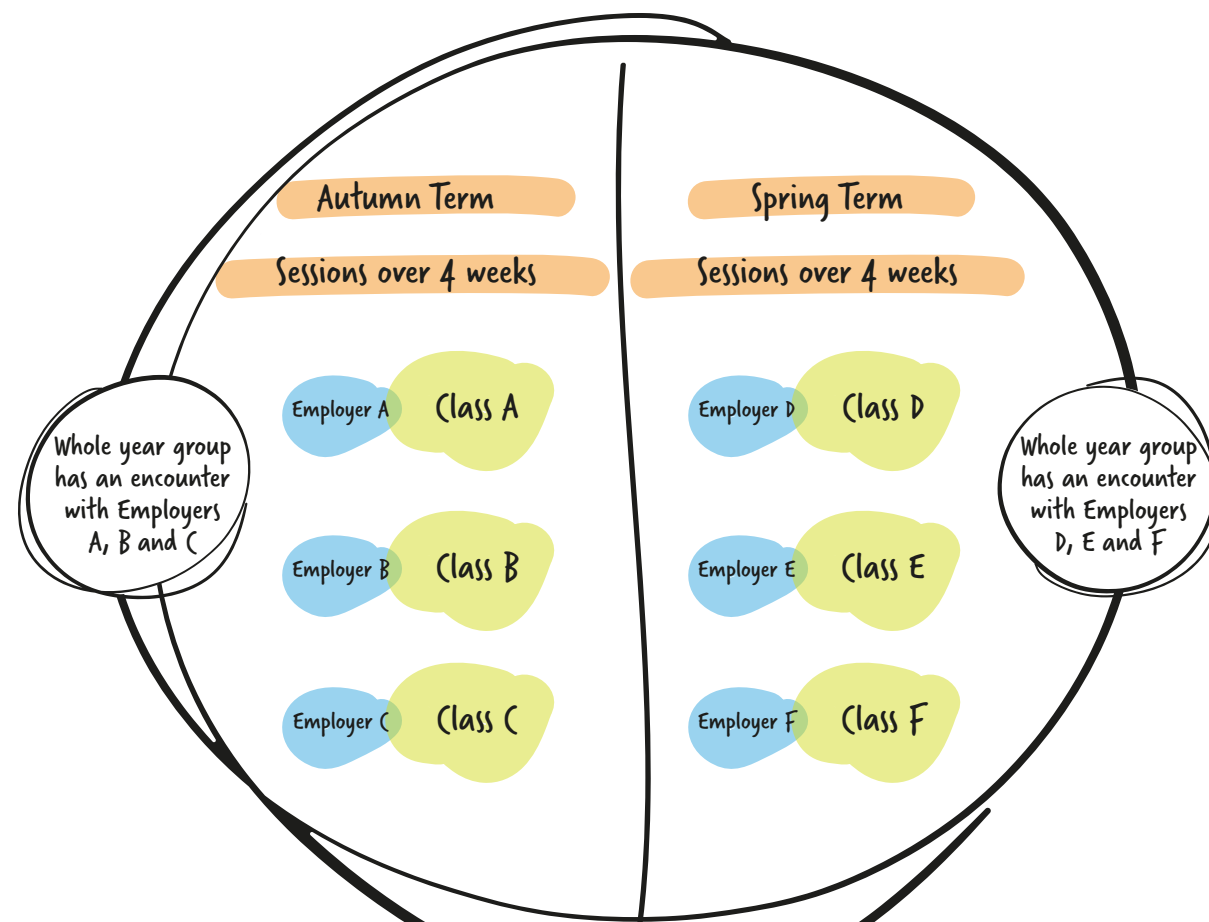 Autumn Term
Sessions over 4 weeks
Employer A
Class A
Employer B
Class B
Employer C
Class C
Whole year group
has an encounter
with Employers
A, B and C
Spring Term
Sessions over 4 weeks
Employer D
Class D
Employer E
Class E
Employer F
Class F
Whole year group
has an encounter
with Employers
D, E and F